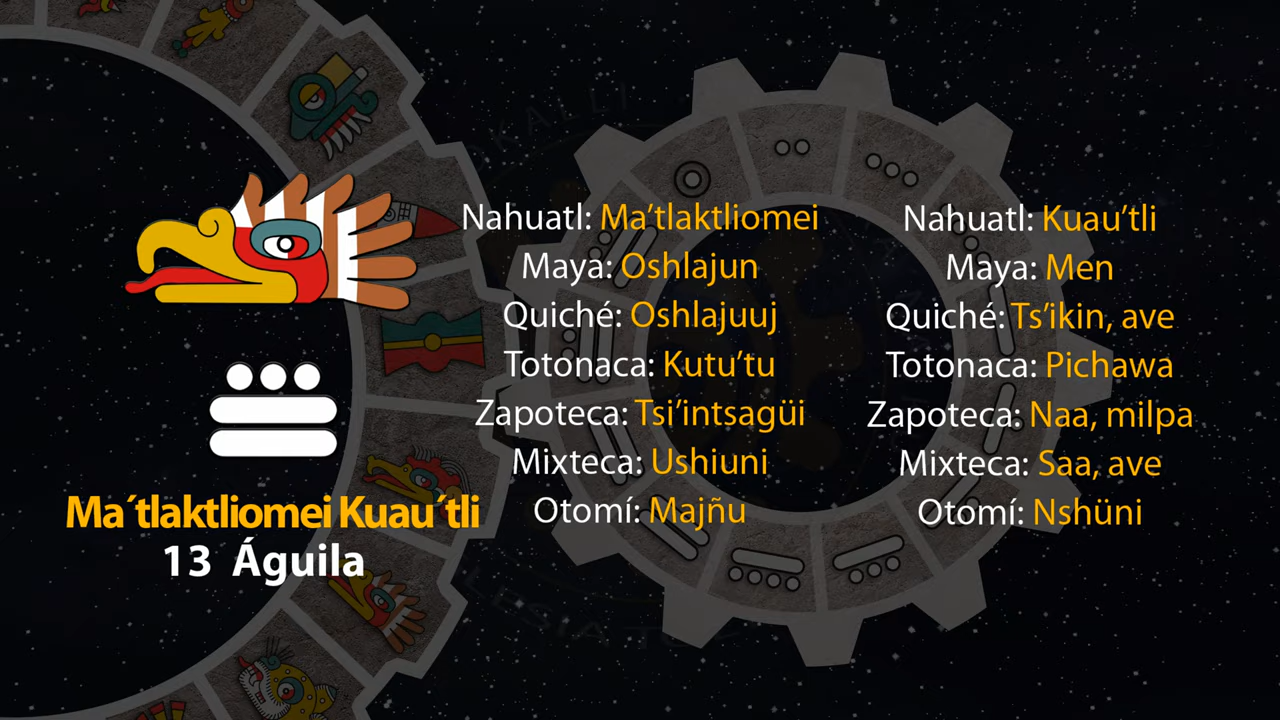 Nahuatl: Ma’tlaktliomei
Maya: Oshlajun
Quiché: Oshlajuuj
Totonaca: Kutu’tu
Zapoteca: Tsi’intsagüi
Mixteca: Ushiuni
Otomí: Majñu
Nahuatl: Kuau’tli
Maya: Men
Quiché: Ts’ikin, ave
Totonaca: Pichawa
Zapoteca: Naa, milpa
Mixteca: Saa, ave
Otomí: Nshüni
Ma´tlaktliomei Kuau´tli
13 Águila